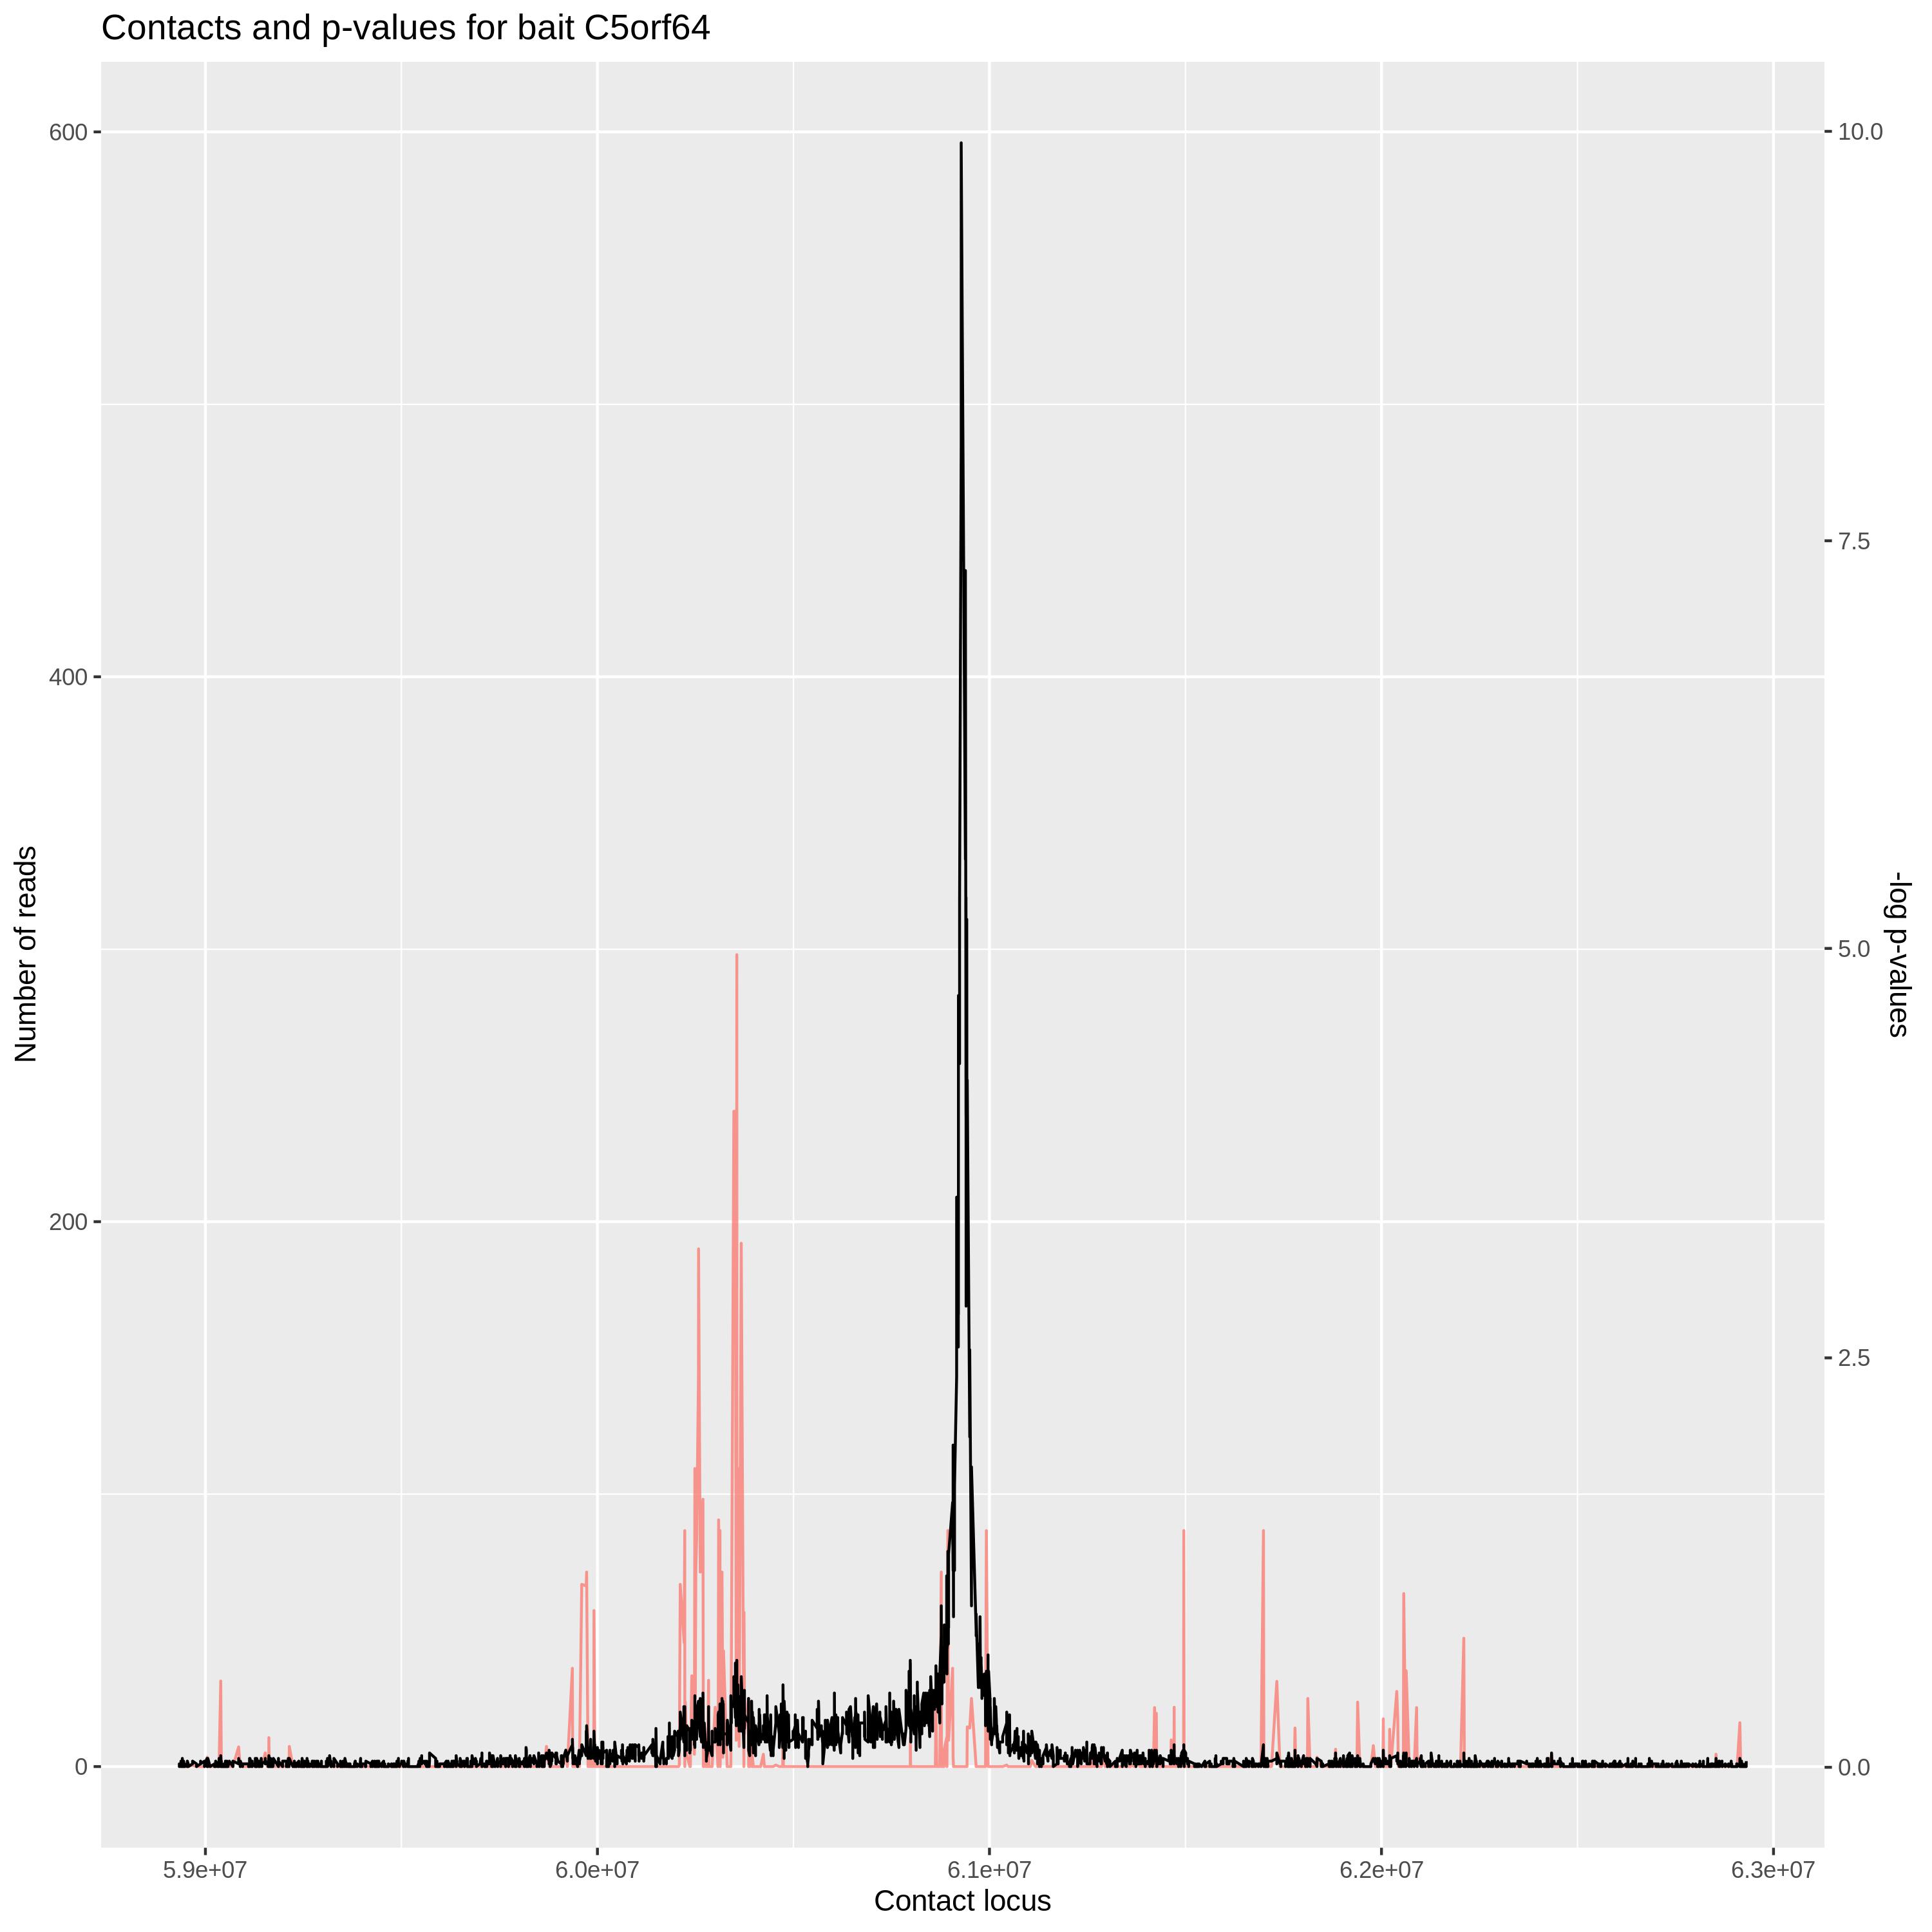 Contacts and p-values for bait C5orf64
600
400
200
0
Number of reads
10.0
7.5
5.0
2.5
0.0
-log p-values
5.9e+07
6.0e+07
6.1e+07
6.2e+07
6.3e+07
Contact locus